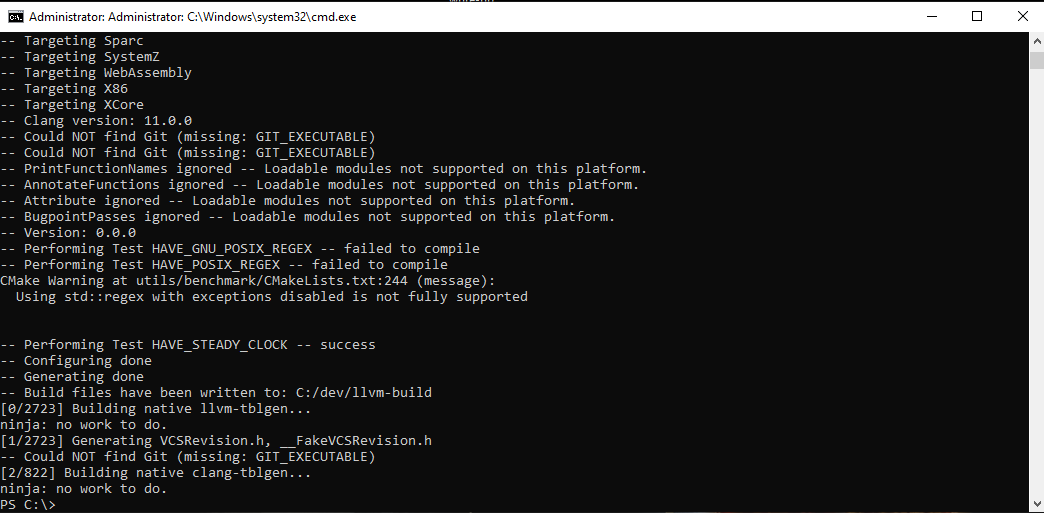 Administrator: Administrator: C:\Windows\system32\cmd.exe
-- Targeting Sparc
-- Targeting SystemZ
-- Targeting WebAssembly
-- Targeting X86
-- Targeting XCore
-- Clang version: 11.0.0
-- Could NOT find Git (missing: GIT_EXECUTABLE)
-- Could NOT find Git (missing: GIT_EXECUTABLE)
-- PrintFunctionNames ignored -- Loadable modules not supported on this platform.
-- AnnotateFunctions ignored -- Loadable modules not supported on this platform.
-- Attribute ignored -- Loadable modules not supported on this platform.
-- BugpointPasses ignored -- Loadable modules not supported on this platform.
-- Version: 0.0.0
-- Performing Test HAVE_GNU_POSIX_REGEX -- failed to compile
-- Performing Test HAVE_POSIX_REGEX -- failed to compile
CMake Warning at utils/benchmark/CMakeLists.txt:244 (message):
  Using std::regex with exceptions disabled is not fully supported
-- Performing Test HAVE_STEADY_CLOCK -- success
-- Configuring done
-- Generating done
-- Build files have been written to: C:/dev/llvm-build
[0/2723] Building native llvm-tblgen...
ninja: no work to do.
[1/2723] Generating VCSRevision.h, __FakeVCSRevision.h
-- Could NOT find Git (missing: GIT_EXECUTABLE)
[2/822] Building native clang-tblgen...
ninja: no work to do.
PS C:\>